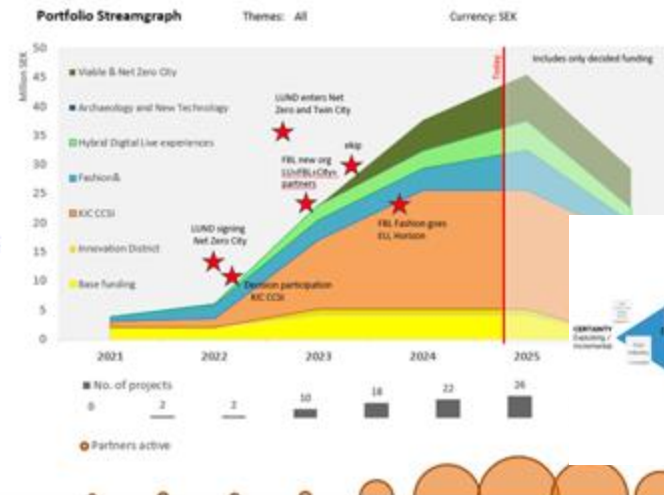 Portfolio Streamgraph Themes: All Currency: SEK
Million SEK
50
45
40
35
30
25
20
15
10
5
0
Viable & Net Zero City
Archaeology and New Technology
Hybrid Digital Live experiences
Fashion&
KIC CCSI
Innovation District
Base funding
LUND enters Net
Zero and Twin City
skip
FBL new org
LU+FBL+City+
partners
LUND signing
Net Zero City
Decision participation
KIC CCSI
FBL Fashion goes
EU, Horizon
Today
Includes only decided funding
2021 2022 2023 2024 2025
No. of projects
0 2 2 10 18 22 26
Partners active
CERTAINTY